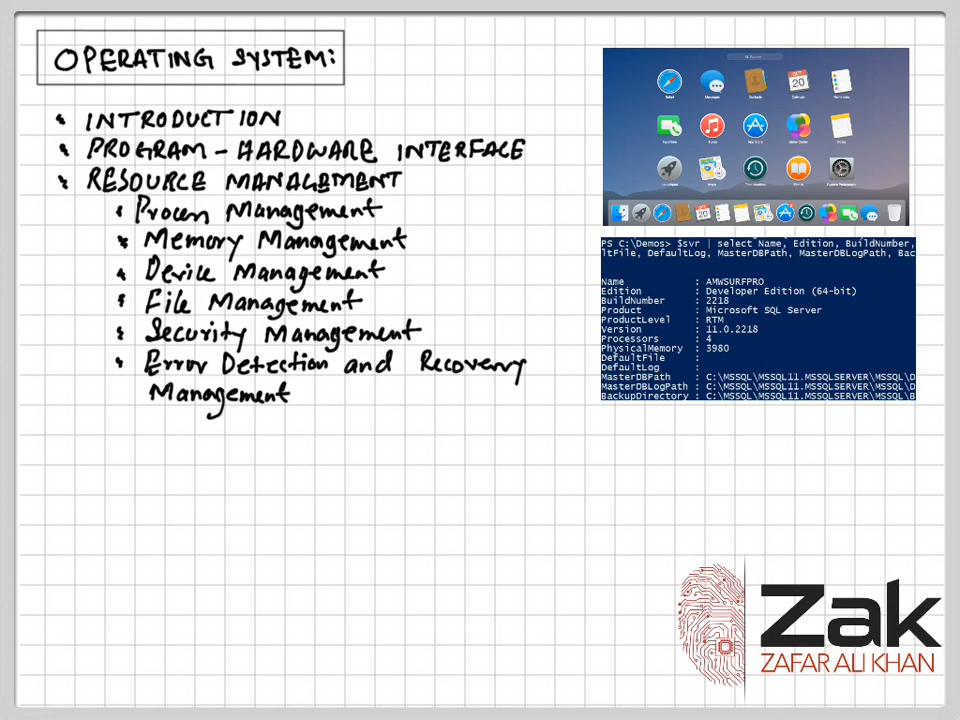 OPERATING SYSTEM:
* INTRODUCTION
* PROGRAM - HARDWARE INTERFACE
* RESOURCE MANAGEMENT
* Process Management
* Memory Management
* Device Management
* File Management
* Security Management
* Error Detection and Recovery
Management
OCT
20
PS C:\Demos> $svr | select Name, Edition, BuildNumber,
ltFile, DefaultLog, MasterDBPath, MasterDBLogPath, Bac
Name : AMWSURFPRO
Edition : Developer Edition (64-bit)
BuildNumber : 2218
Product : Microsoft SQL Server
ProductLevel : RTM
Version : 11.0.2218
Processors : 4
PhysicalMemory : 3980
DefaultFile :
DefaultLog :
MasterDBPath : C:\MSSQL\MSSQL11.MSSQLSERVER\MSSQL\D
MasterDBLogPath : C:\MSSQL\MSSQL11.MSSQLSERVER\MSSQL\D
BackupDirectory : C:\MSSQL\MSSQL11.MSSQLSERVER\MSSQL\B
Zak
ZAFAR ALI KHAN